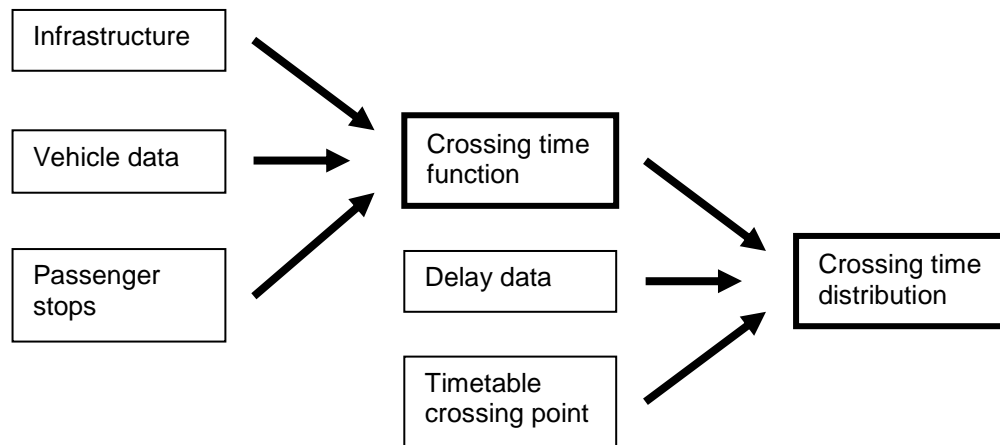 Infrastructure
Vehicle data
Passenger
stops
Crossing time
function
Delay data
Timetable
crossing point
Crossing time
distribution